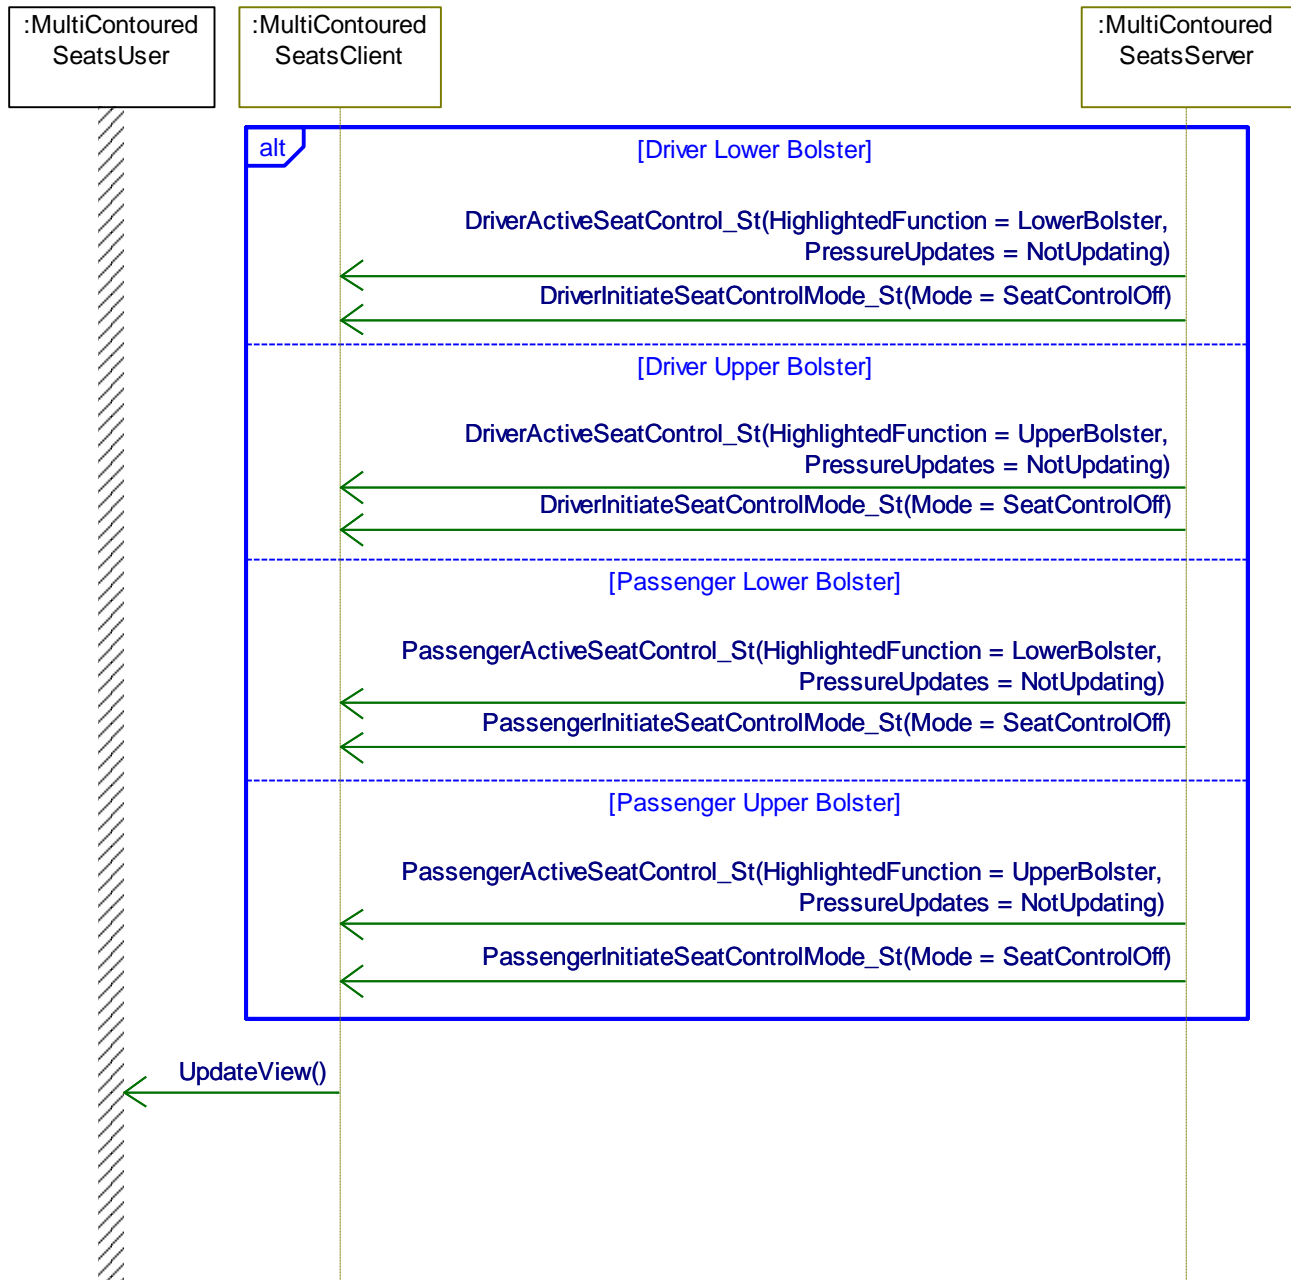 :MultiContoured
SeatsUser
:MultiContoured
SeatsClient
:MultiContoured
SeatsServer
alt
[Driver Lower Bolster]
DriverActiveSeatControl_St(HighlightedFunction = LowerBolster,
PressureUpdates = NotUpdating)
DriverInitiateSeatControlMode_St(Mode = SeatControlOff)
[Driver Upper Bolster]
DriverActiveSeatControl_St(HighlightedFunction = UpperBolster,
PressureUpdates = NotUpdating)
DriverInitiateSeatControlMode_St(Mode = SeatControlOff)
[Passenger Lower Bolster]
PassengerActiveSeatControl_St(HighlightedFunction = LowerBolster,
PressureUpdates = NotUpdating)
PassengerInitiateSeatControlMode_St(Mode = SeatControlOff)
[Passenger Upper Bolster]
PassengerActiveSeatControl_St(HighlightedFunction = UpperBolster,
PressureUpdates = NotUpdating)
PassengerInitiateSeatControlMode_St(Mode = SeatControlOff)
UpdateView()